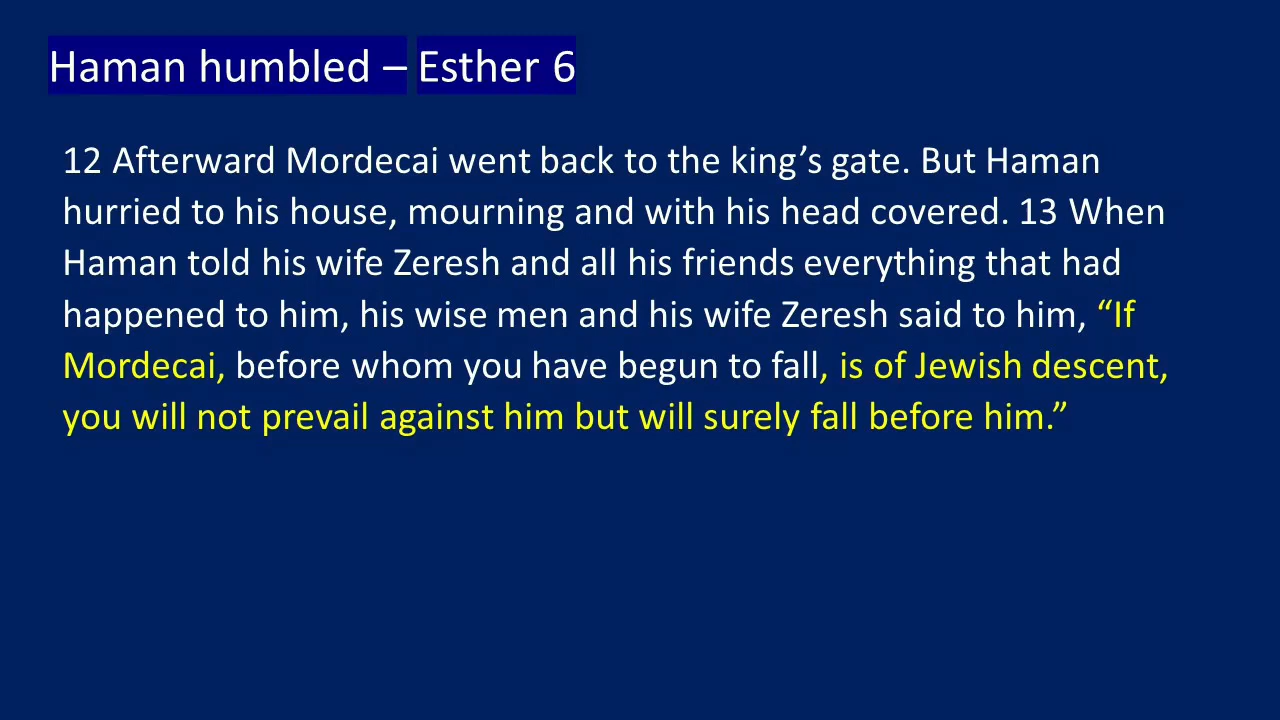 Haman humbled – Esther 6
12 Afterward Mordecai went back to the king’s gate. But Haman
hurried to his house, mourning and with his head covered. 13 When
Haman told his wife Zeresh and all his friends everything that had
happened to him, his wise men and his wife Zeresh said to him, “If
Mordecai, before whom you have begun to fall, is of Jewish descent,
you will not prevail against him but will surely fall before him.”